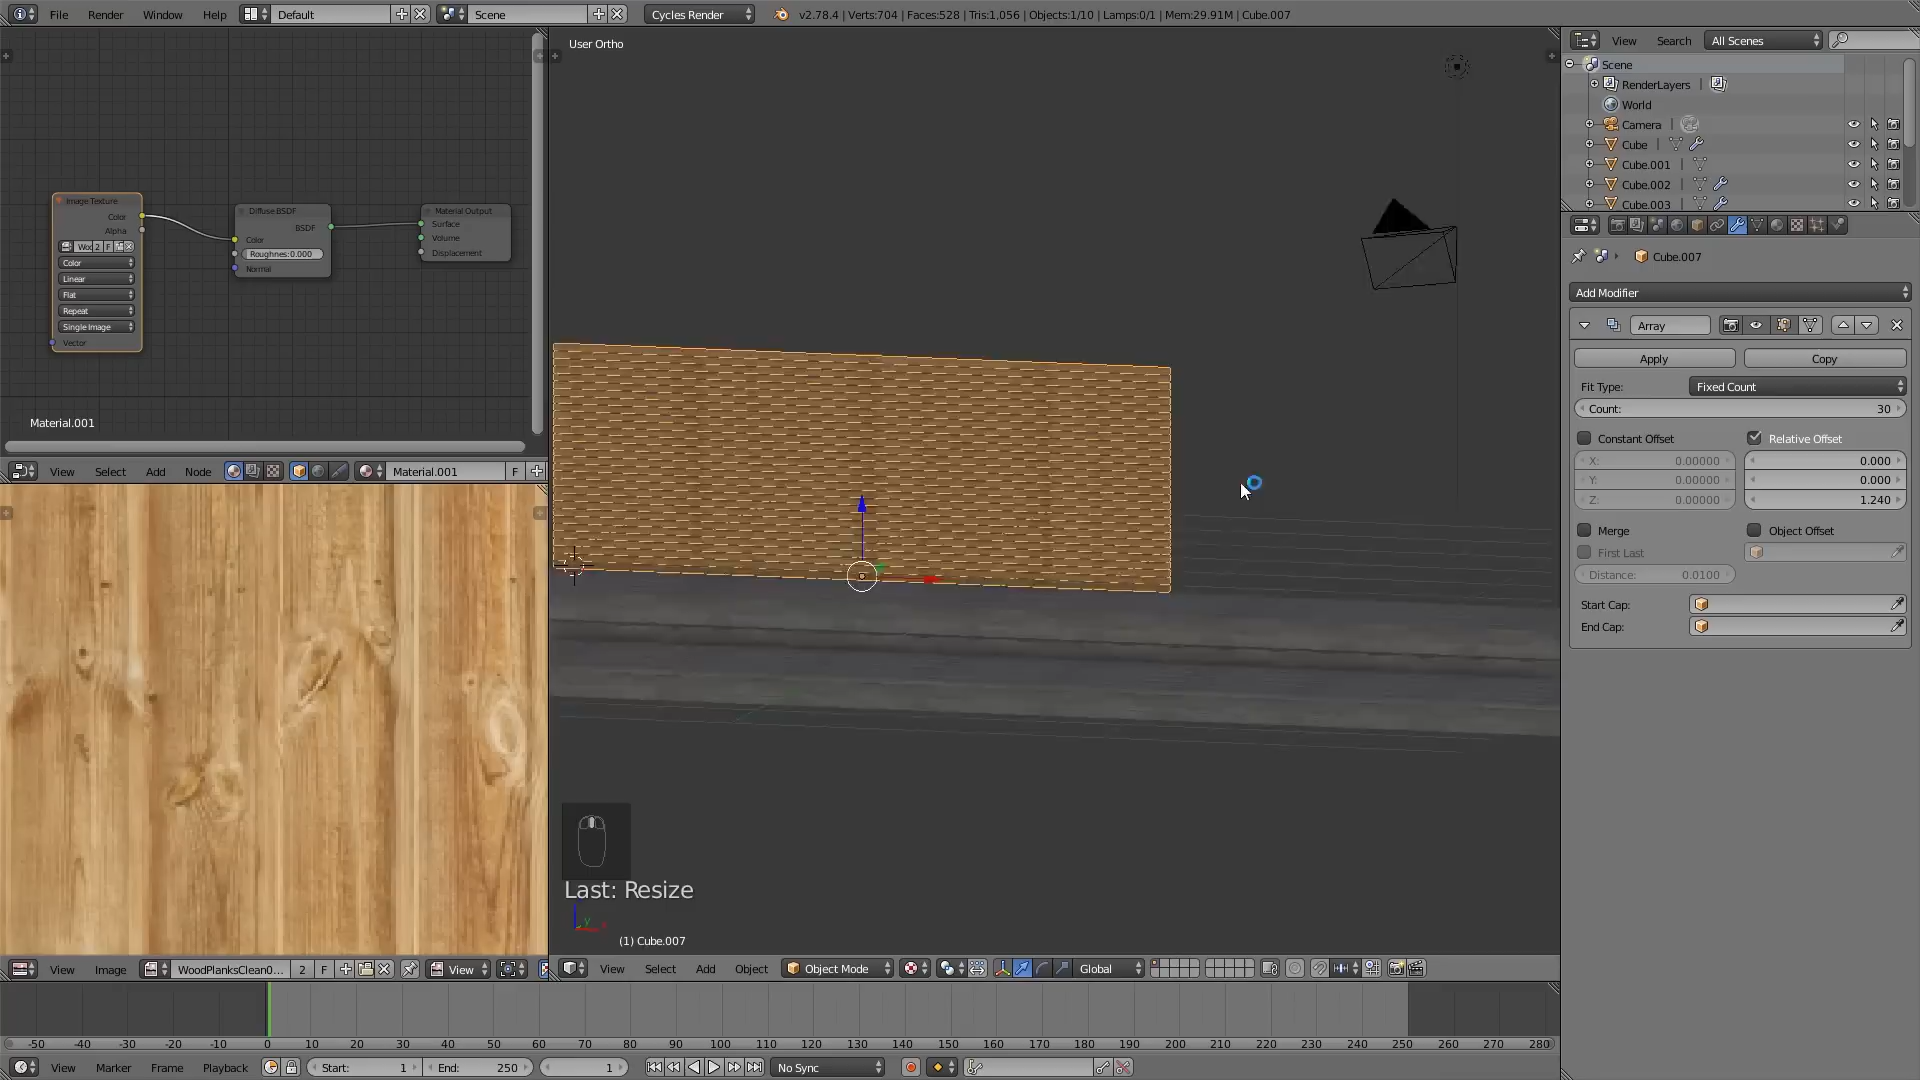 File Render Window Help Default Scene Cycles Render v2.78.4 | Verts:704 | Faces:528 | Tris:1,056 | Objects:1/10 | Lamps:0/1 | Mem:29.91M | Cube.007
User Ortho
View Search All Scenes
Scene
RenderLayers
World
Camera
Cube
Cube.001
Cube.002
Cube.003
Image Texture
Color
Alpha
2 F
Color
Linear
Flat
Repeat
Single Image
Vector
Diffuse BSDF
BSDF
Color
Roughnes:0.000
Normal
Material Output
Surface
Volume
Displacement
Material.001
View Select Add Node Material.001 F
Cube.007
Add Modifier
Array
Apply Copy
Fit Type: Fixed Count
Count: 30
Constant Offset Relative Offset
X: 0.00000 0.000
Y: 0.00000 0.000
Z: 0.00000 1.240
Merge Object Offset
First Last
Distance: 0.0100
Start Cap:
End Cap:
Last: Resize
(1) Cube.007
View Image WoodPlanksClean0... 2 F View
View Select Add Object Object Mode Global
-50 -40 -30 -20 -10 0 10 20 30 40 50 60 70 80 90 100 110 120 130 140 150 160 170 180 190 200 210 220 230 240 250 260 270 280
View Marker Frame Playback Start: 1 End: 250 1 No Sync